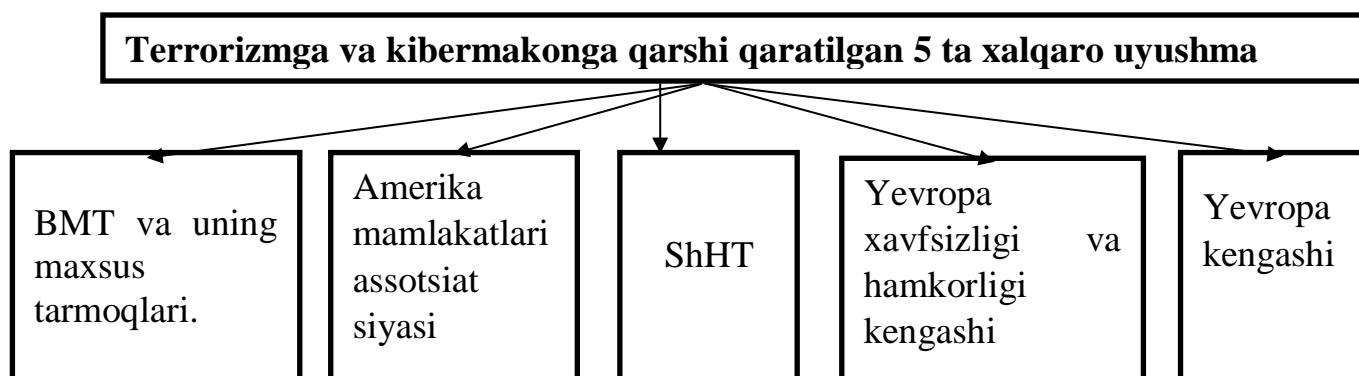 Terrorizmga va kibermakonga qarshi qaratilgan 5 ta xalqaro uyushma
BMT va uning
maxsus
tarmoqlari.
Amerika
mamlakatlari
assotsiat
siyasi
ShHT
Yevropa
xavfsizligi va
hamkorligi
kengashi
Yevropa
kengashi